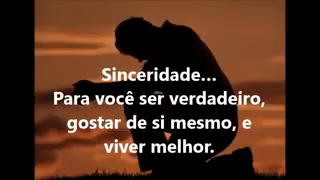 Sinceridade...
Para você ser verdadeiro,
gostar de si mesmo, e
viver melhor.